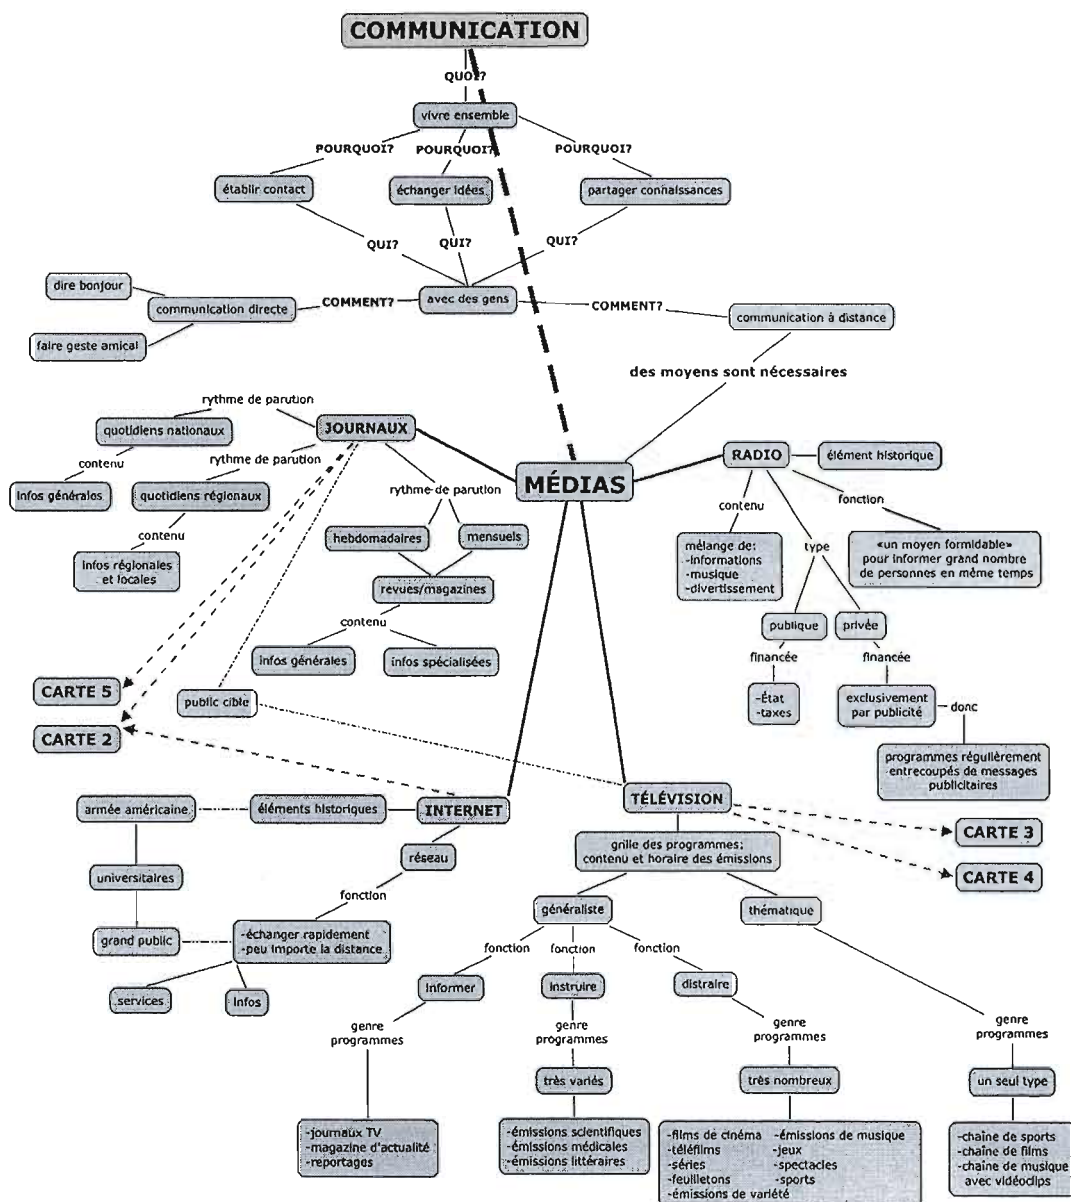 COMMUNICATION
QUOI?
vivre ensemble
POURQUOI?
POURQUOI?
POURQUOI?
établir contact
échanger idées
partager connaissances
QUI?
QUI?
QUI?
dire bonjour
communication directe
COMMENT?
avec des gens
COMMENT?
communication à distance
faire geste amical
des moyens sont nécessaires
rythme de parution
quotidiens nationaux
JOURNAUX
contenu
rythme de parution
infos générales
quotidiens régionaux
rythme de parution
contenu
hebdomadaires
mensuels
infos régionales
et locales
revues/magazines
contenu
infos générales
infos spécialisées
MÉDIAS
RADIO
élément historique
contenu
fonction
type
mélange de:
-informations
-musique
-divertissement
«un moyen formidable»
pour informer grand nombre
de personnes en même temps
publique
privée
financée
financée
-État
-taxes
exclusivement
par publicité
donc
programmes régulièrement
entrecoupés de messages
publicitaires
CARTE 5
public cible
CARTE 2
armée américaine
éléments historiques
INTERNET
réseau
universitaires
fonction
grand public
-échanger rapidement
-peu importe la distance
services
infos
TÉLÉVISION
CARTE 3
grille des programmes:
contenu et horaire des émissions
CARTE 4
généraliste
thématique
fonction
fonction
fonction
informer
instruire
distraire
genre
programmes
genre
programmes
genre
programmes
genre
programmes
très variés
très nombreux
un seul type
-journaux TV
-magazine d'actualité
-reportages
-émissions scientifiques
-émissions médicales
-émissions littéraires
-films de cinéma -émissions de musique
-téléfilms -jeux
-séries -spectacles
-feuilletons -sports
-émissions de variété
-chaîne de sports
-chaîne de films
-chaîne de musique
avec vidéoclips